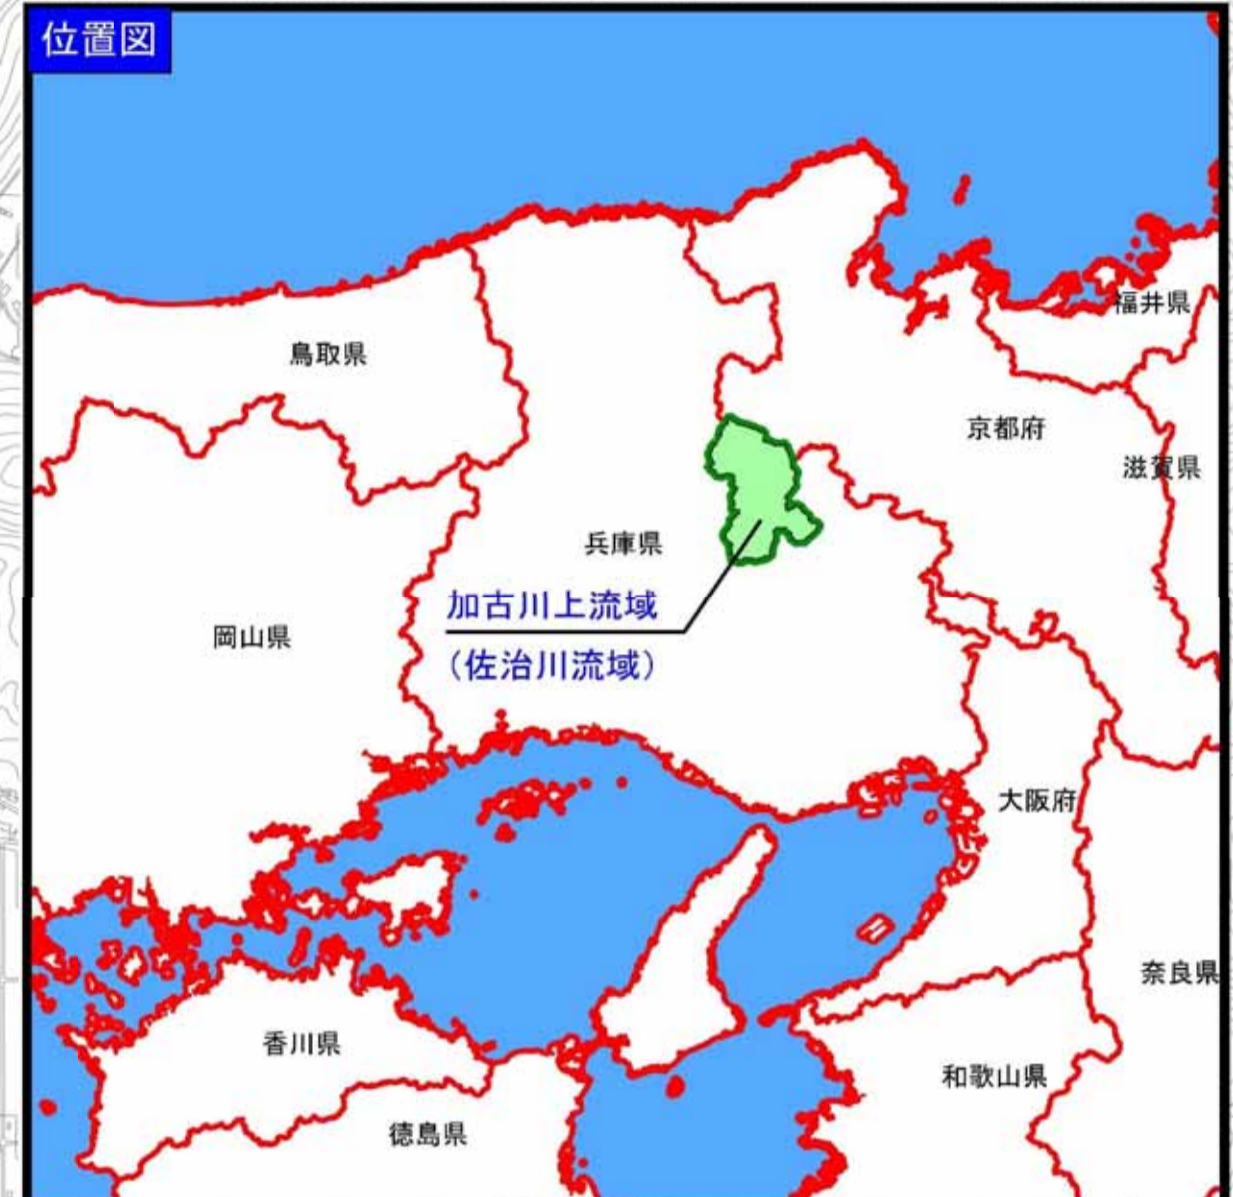 位置図
福井県
鳥取県
京都府
滋賀県
兵庫県
加古川上流域
（佐治川流域）
岡山県
大阪府
奈良県
香川県
和歌山県
徳島県